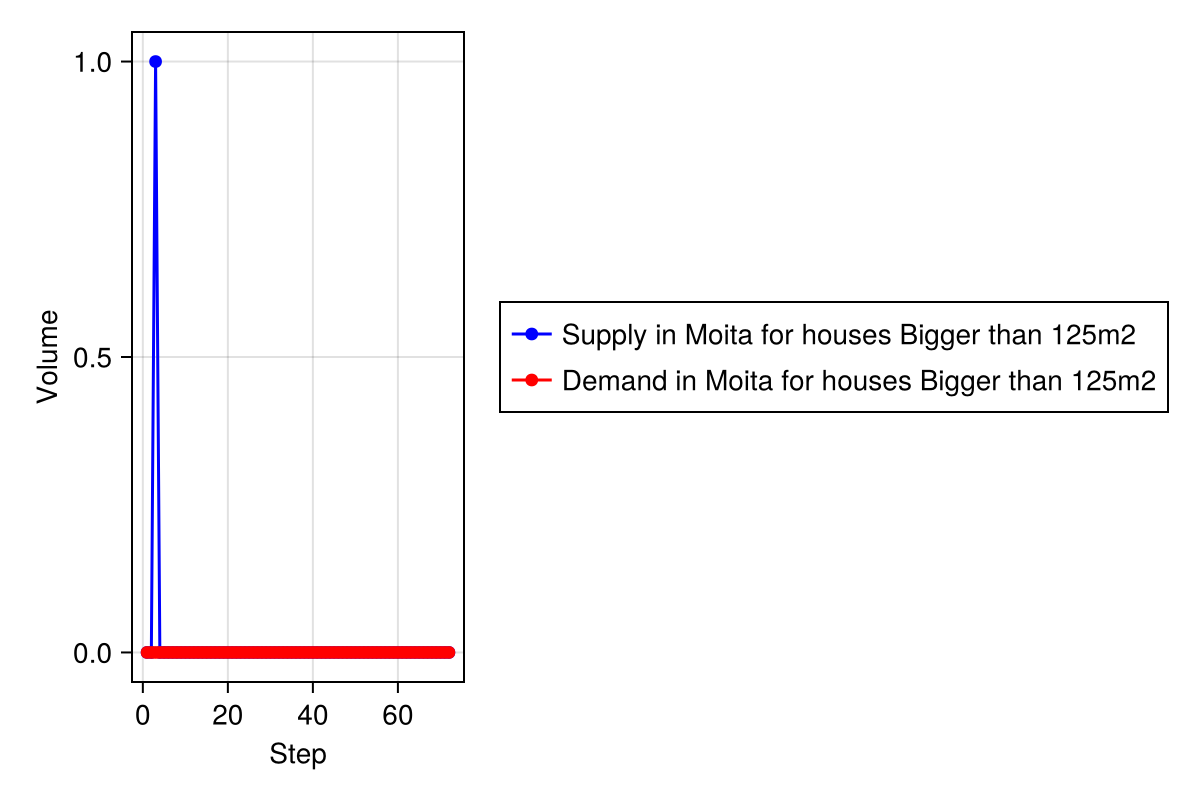 1.0
0.5
0.0
Volume
0
20
40
60
Step
Supply in Moita for houses Bigger than 125m2
Demand in Moita for houses Bigger than 125m2